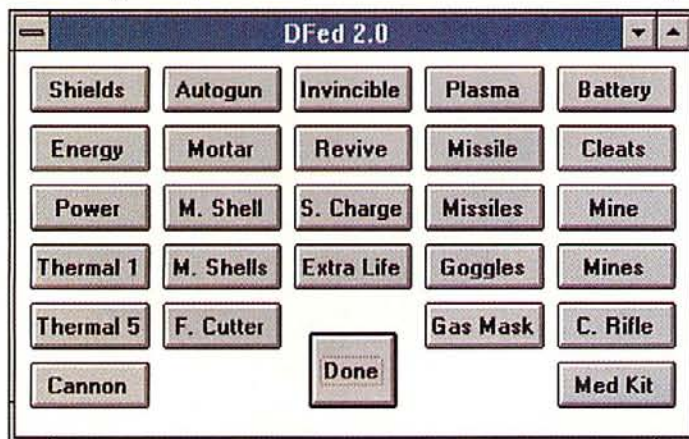 DFed 2.0
Shields Autogun Invincible Plasma Battery
Energy Mortar Revive Missile Cleats
Power M. Shell S. Charge Missiles Mine
Thermal 1 M. Shells Extra Life Goggles Mines
Thermal 5 F. Cutter Gas Mask C. Rifle
Cannon Done Med Kit